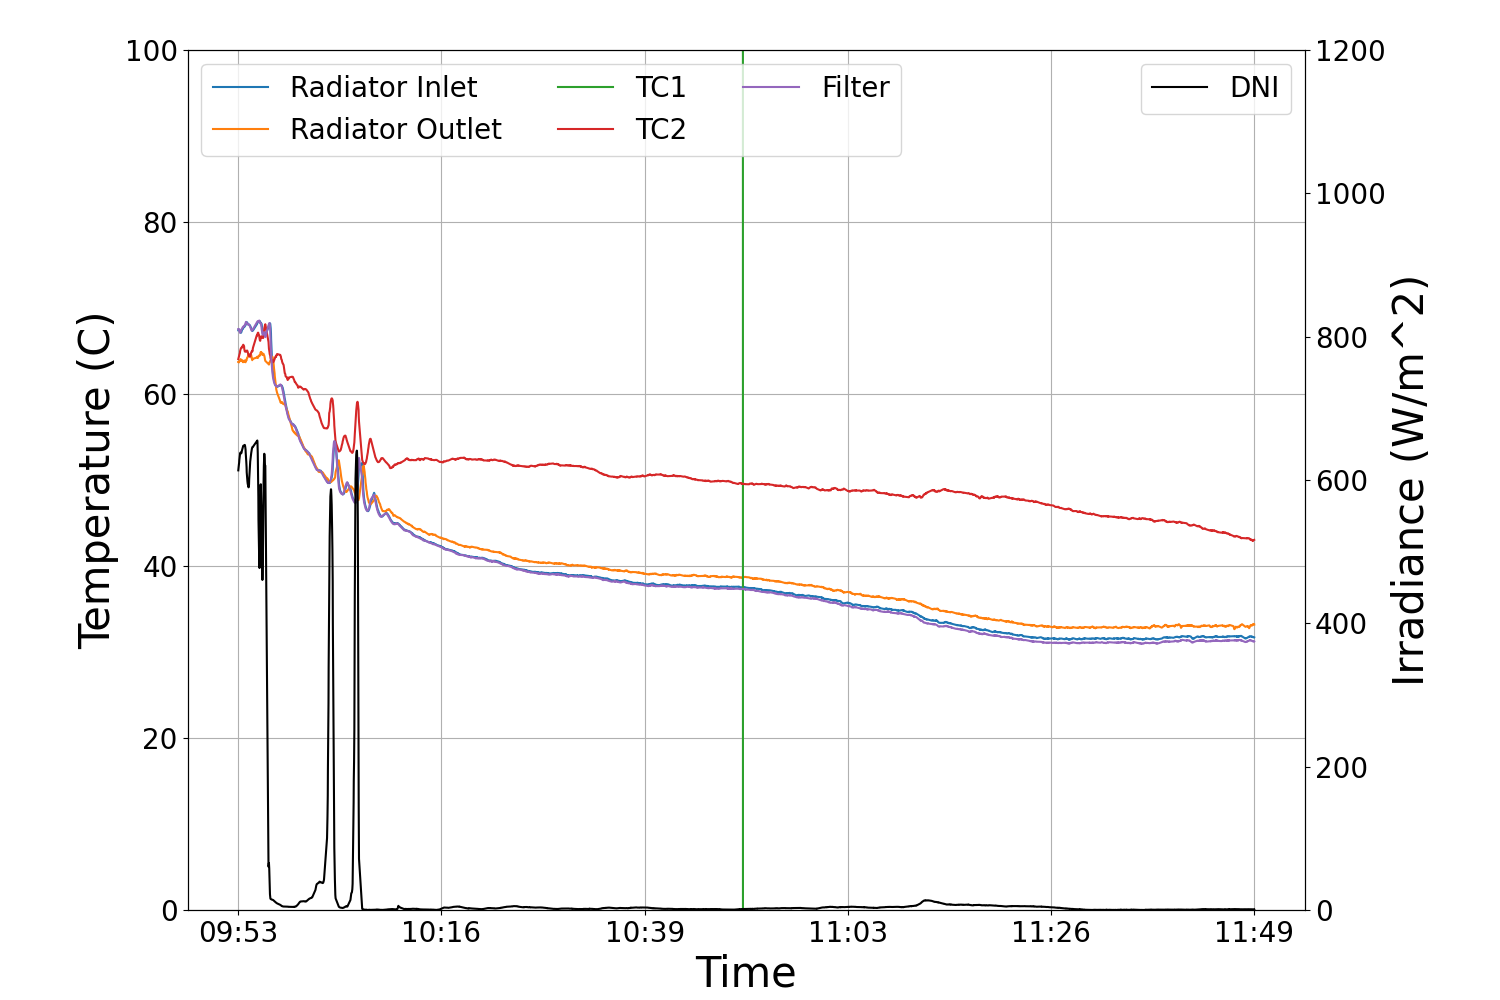 Radiator Inlet
Radiator Outlet
TC1
TC2
Filter
DNI
Temperature (C)
100
80
60
40
20
0
Irradiance (W/m^2)
1200
1000
800
600
400
200
0
09:53 10:16 10:39 11:03 11:26 11:49
Time